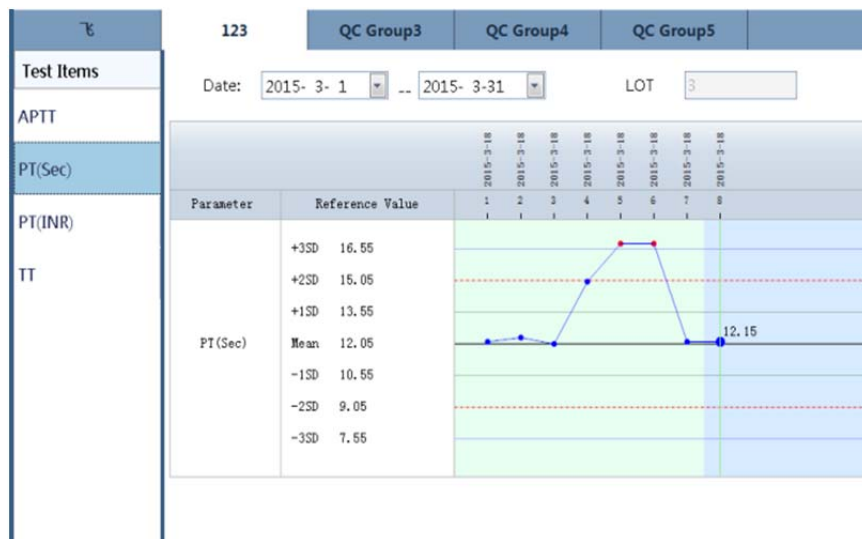 123 QC Group3 QC Group4 QC Group5
Test Items
Date: 2015- 3- 1 -- 2015- 3-31 LOT 3
APTT
PT(Sec)
PT(INR)
TT
2015-3-18 2015-3-18 2015-3-18 2015-3-18 2015-3-18 2015-3-18 2015-3-18 2015-3-18
Parameter Reference Value 1 2 3 4 5 6 7 8
+3SD 16.55
+2SD 15.05
+1SD 13.55
PT(Sec) Mean 12.05 12.15
-1SD 10.55
-2SD 9.05
-3SD 7.55